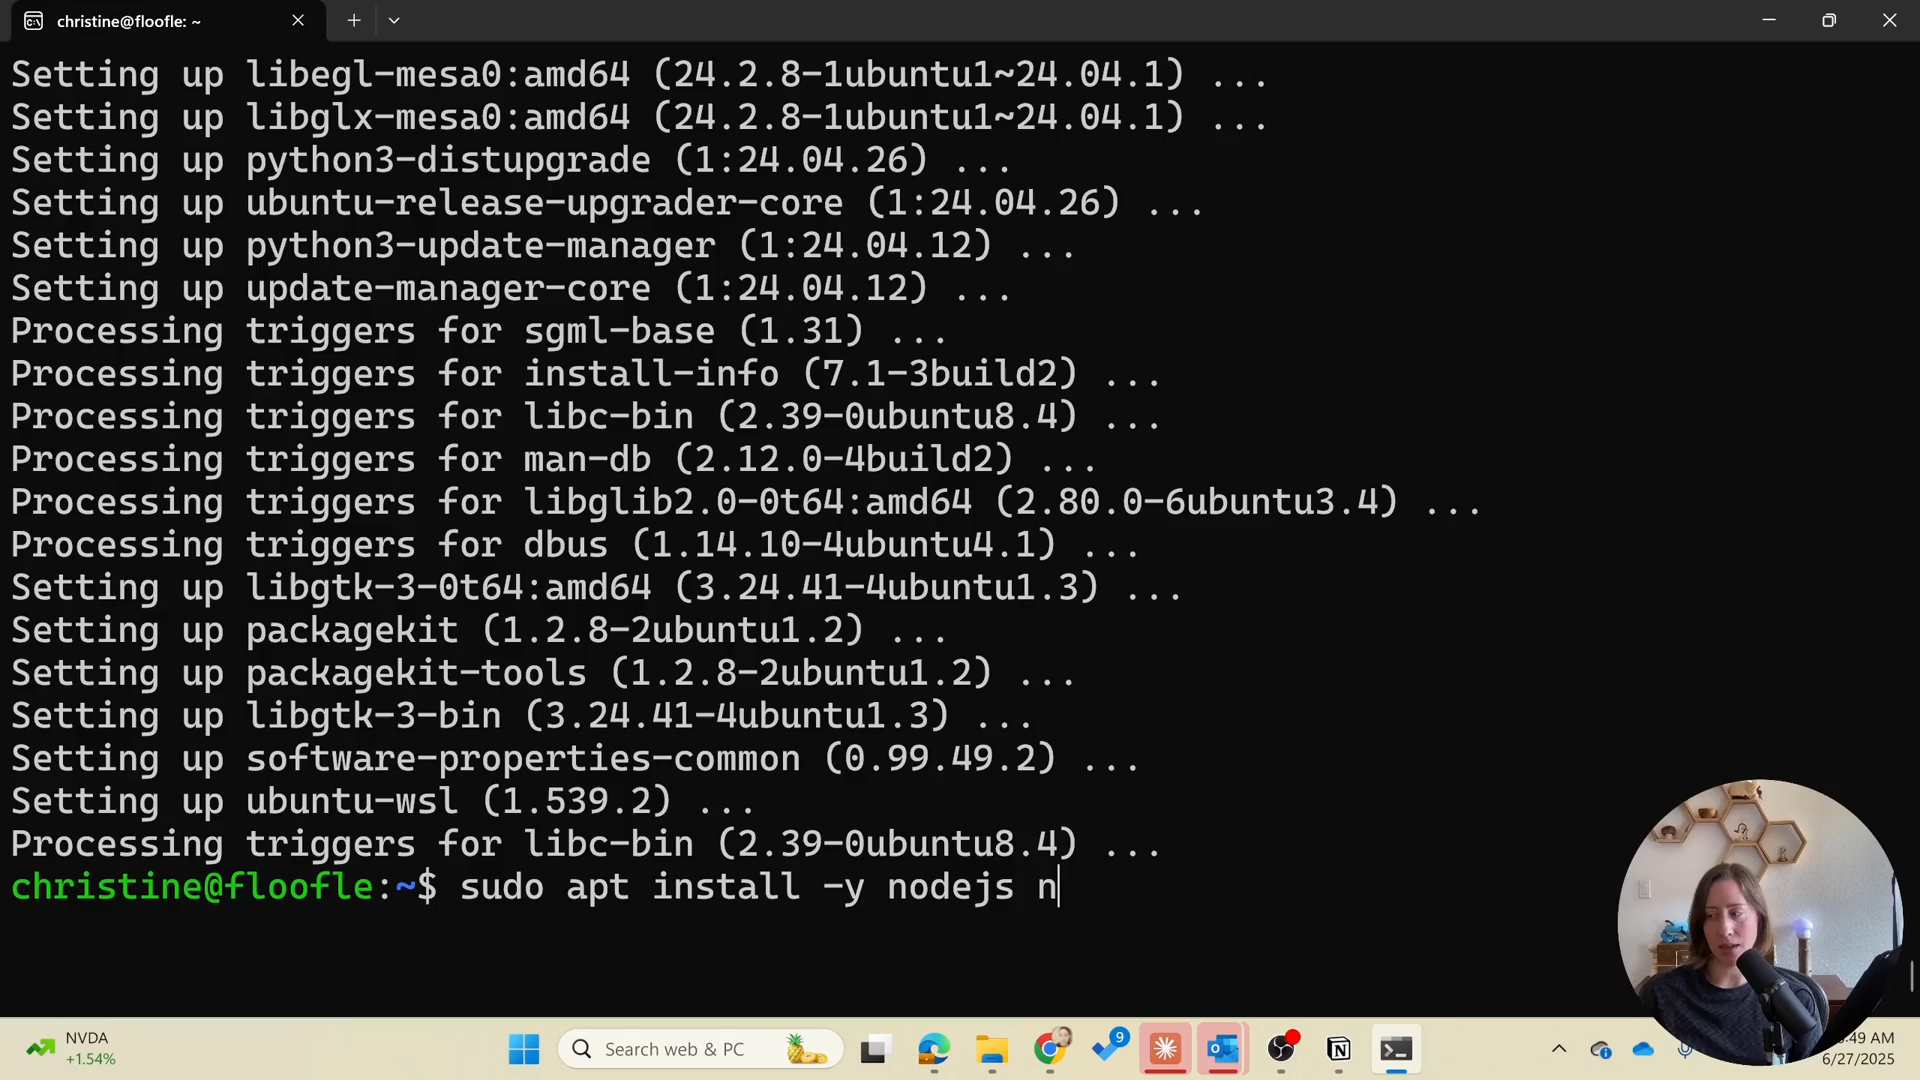 christine@floofle: ~
Setting up libegl-mesa0:amd64 (24.2.8-1ubuntu1~24.04.1) ...
Setting up libglx-mesa0:amd64 (24.2.8-1ubuntu1~24.04.1) ...
Setting up python3-distupgrade (1:24.04.26) ...
Setting up ubuntu-release-upgrader-core (1:24.04.26) ...
Setting up python3-update-manager (1:24.04.12) ...
Setting up update-manager-core (1:24.04.12) ...
Processing triggers for sgml-base (1.31) ...
Processing triggers for install-info (7.1-3build2) ...
Processing triggers for libc-bin (2.39-0ubuntu8.4) ...
Processing triggers for man-db (2.12.0-4build2) ...
Processing triggers for libglib2.0-0t64:amd64 (2.80.0-6ubuntu3.4) ...
Processing triggers for dbus (1.14.10-4ubuntu4.1) ...
Setting up libgtk-3-0t64:amd64 (3.24.41-4ubuntu1.3) ...
Setting up packagekit (1.2.8-2ubuntu1.2) ...
Setting up packagekit-tools (1.2.8-2ubuntu1.2) ...
Setting up libgtk-3-bin (3.24.41-4ubuntu1.3) ...
Setting up software-properties-common (0.99.49.2) ...
Setting up ubuntu-wsl (1.539.2) ...
Processing triggers for libc-bin (2.39-0ubuntu8.4) ...
christine@floofle:~$ sudo apt install -y nodejs n
NVDA
+1.54%
Search web & PC
9
:49 AM
6/27/2025